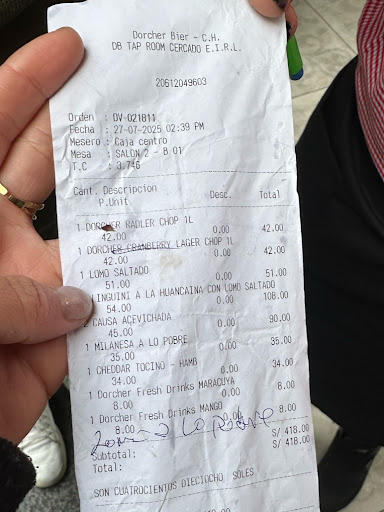 Dorcher Bier - C.H.
DB TAP ROOM CERCADO E.I.R.L.
20612049603
Orden : OV-021811
Fecha : 27-07-2025 02:39 PM
Mesero : Caja centro
Mesa : SALON 2 - B 01
T.C : 3.746
Cant. Descripcion
P.Unit. Desc. Total
1 DORCHER RADLER CHOP 1L
42.00 0.00 42.00
1 DORCHER CRANBERRY LAGER CHOP 1L
42.00 0.00 42.00
1 LOMO SALTADO
51.00 0.00 51.00
LINGUINI A LA HUANCAINA CON LOMO SALTADO
54.00 0.00 108.00
2 CAUSA ACEVICHADA
45.00 0.00 90.00
1 MILANESA A LO POBRE
35.00 0.00 35.00
1 CHEDDAR TOCINO - HAMB
34.00 0.00 34.00
1 Dorcher Fresh Drinks MARACUYA
8.00 0.00 8.00
1 Dorcher Fresh Drinks MANGO
8.00 0.00 8.00
Lomo a lo pobre
Subtotal: S/ 418.00
Total: S/ 418.00
SON CUATROCIENTOS DIECIOCHO SOLES